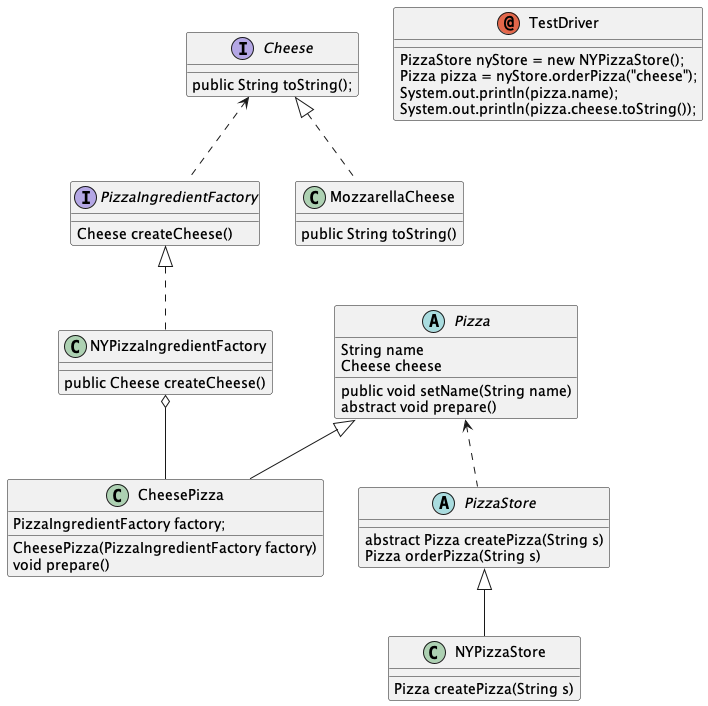 I Cheese
public String toString();
@ TestDriver
PizzaStore nyStore = new NYPizzaStore();
Pizza pizza = nyStore.orderPizza("cheese");
System.out.println(pizza.name);
System.out.println(pizza.cheese.toString());
I PizzaIngredientFactory
Cheese createCheese()
C MozzarellaCheese
public String toString()
C NYPizzaIngredientFactory
public Cheese createCheese()
A Pizza
String name
Cheese cheese
public void setName(String name)
abstract void prepare()
C CheesePizza
PizzaIngredientFactory factory;
CheesePizza(PizzaIngredientFactory factory)
void prepare()
A PizzaStore
abstract Pizza createPizza(String s)
Pizza orderPizza(String s)
C NYPizzaStore
Pizza createPizza(String s)